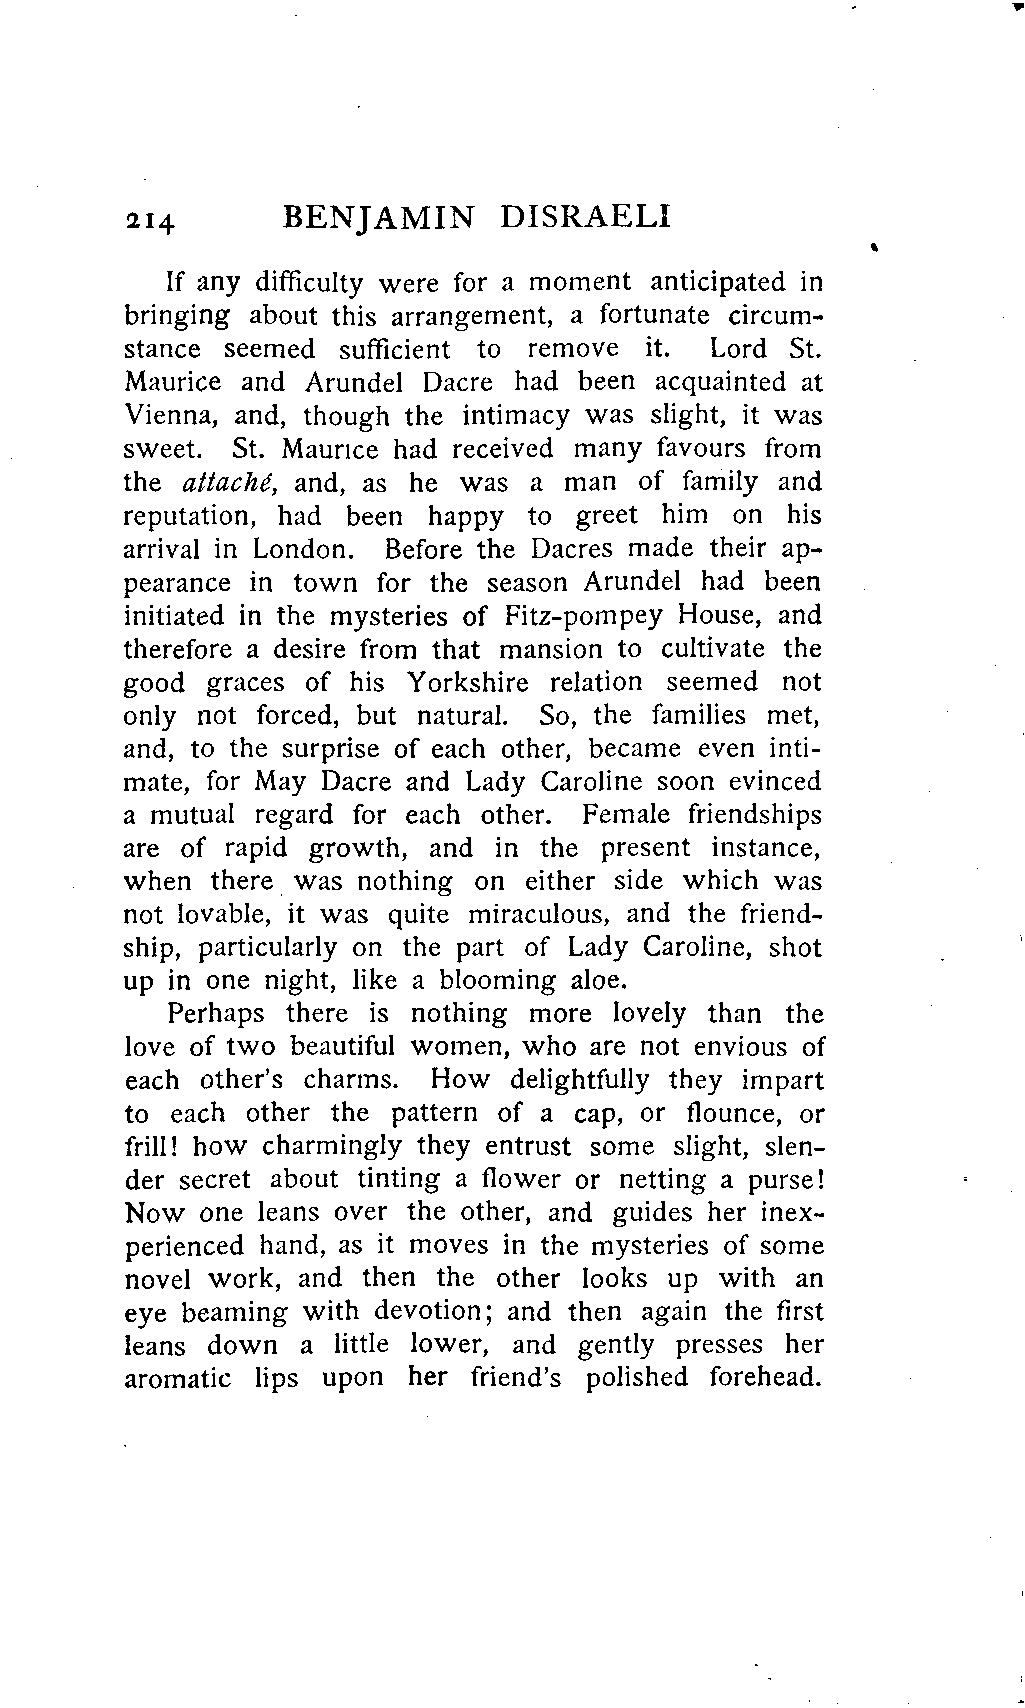 214 BENJAMIN DISRAELI
If any difficulty were for a moment anticipated in
bringing about this arrangement, a fortunate circum-
stance seemed sufficient to remove it. Lord St.
Maurice and Arundel Dacre had been acquainted at
Vienna, and, though the intimacy was slight, it was
sweet. St. Maurice had received many favours from
the attaché, and, as he was a man of family and
reputation, had been happy to greet him on his
arrival in London. Before the Dacres made their ap-
pearance in town for the season Arundel had been
initiated in the mysteries of Fitz-pompey House, and
therefore a desire from that mansion to cultivate the
good graces of his Yorkshire relation seemed not
only not forced, but natural. So, the families met,
and, to the surprise of each other, became even inti-
mate, for May Dacre and Lady Caroline soon evinced
a mutual regard for each other. Female friendships
are of rapid growth, and in the present instance,
when there was nothing on either side which was
not lovable, it was quite miraculous, and the friend-
ship, particularly on the part of Lady Caroline, shot
up in one night, like a blooming aloe.
Perhaps there is nothing more lovely than the
love of two beautiful women, who are not envious of
each other's charms. How delightfully they impart
to each other the pattern of a cap, or flounce, or
frill! how charmingly they entrust some slight, slen-
der secret about tinting a flower or netting a purse!
Now one leans over the other, and guides her inex-
perienced hand, as it moves in the mysteries of some
novel work, and then the other looks up with an
eye beaming with devotion; and then again the first
leans down a little lower, and gently presses her
aromatic lips upon her friend's polished forehead.